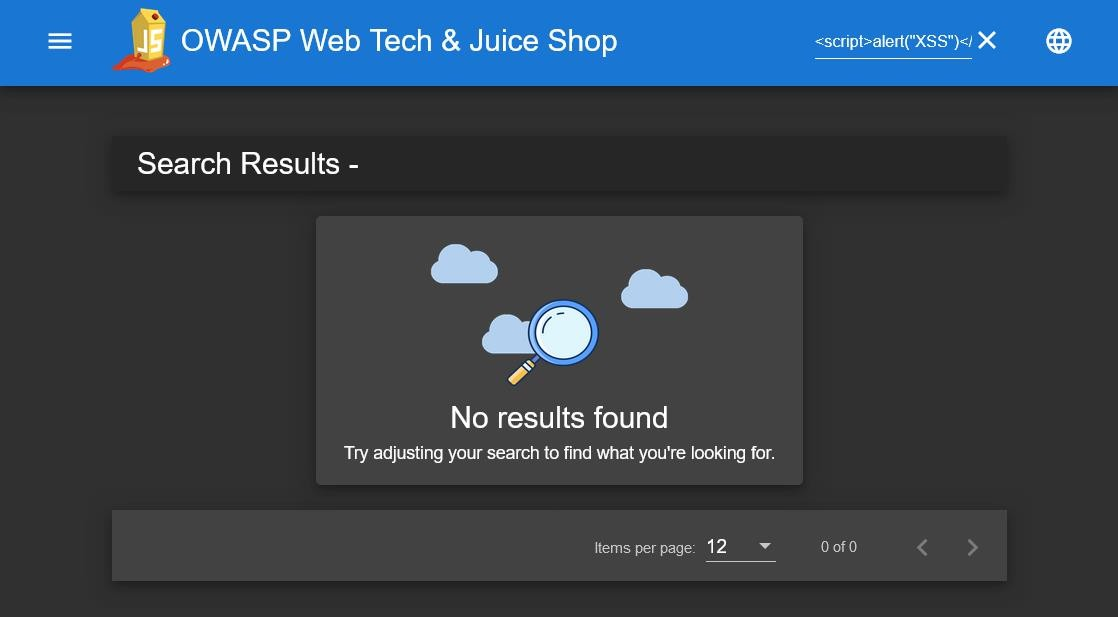 JS
OWASP Web Tech & Juice Shop
<script>alert("XSS")</
Search Results -
No results found
Try adjusting your search to find what you're looking for.
Items per page: 12 0 of 0